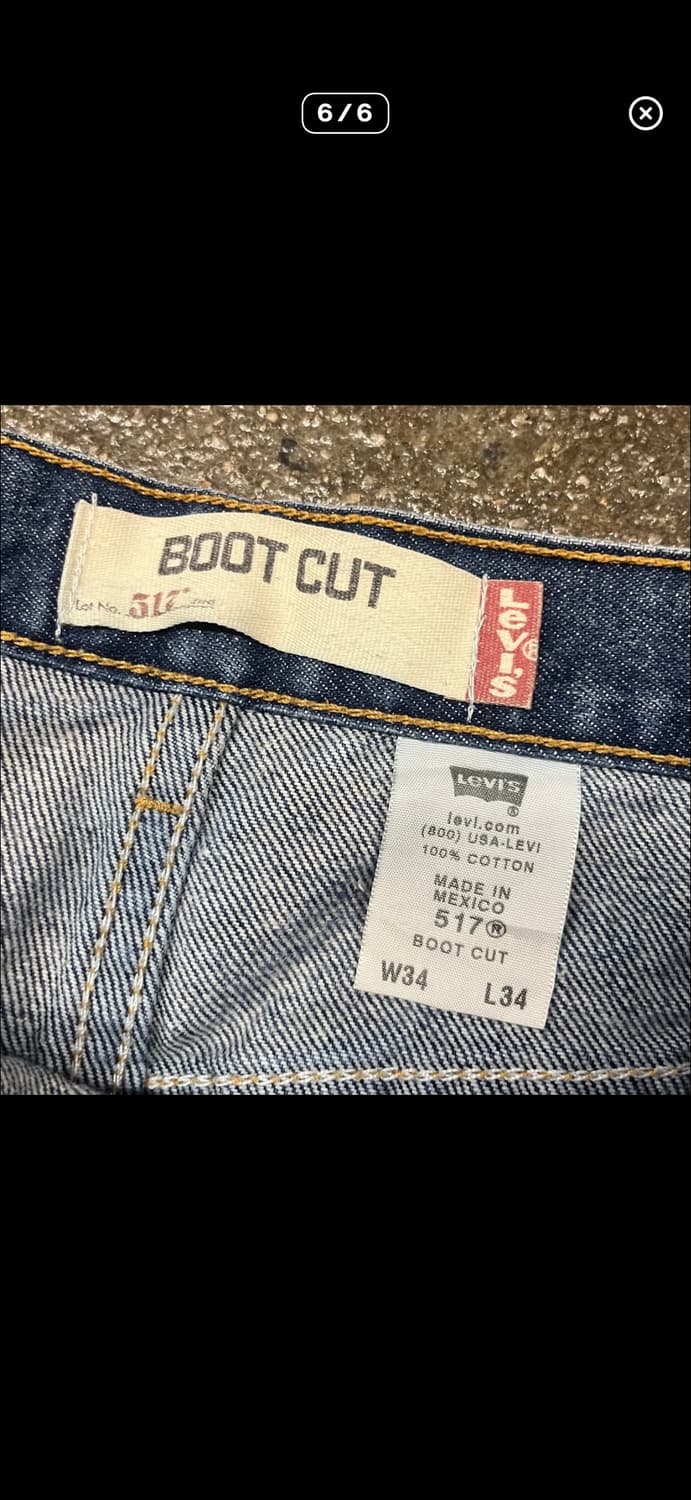 6/6
BOOT CUT
Lot No. 517®
Levi's®
Levi's
®
levi.com
(800) USA-LEVI
100% COTTON
MADE IN
MEXICO
517®
BOOT CUT
W34 L34